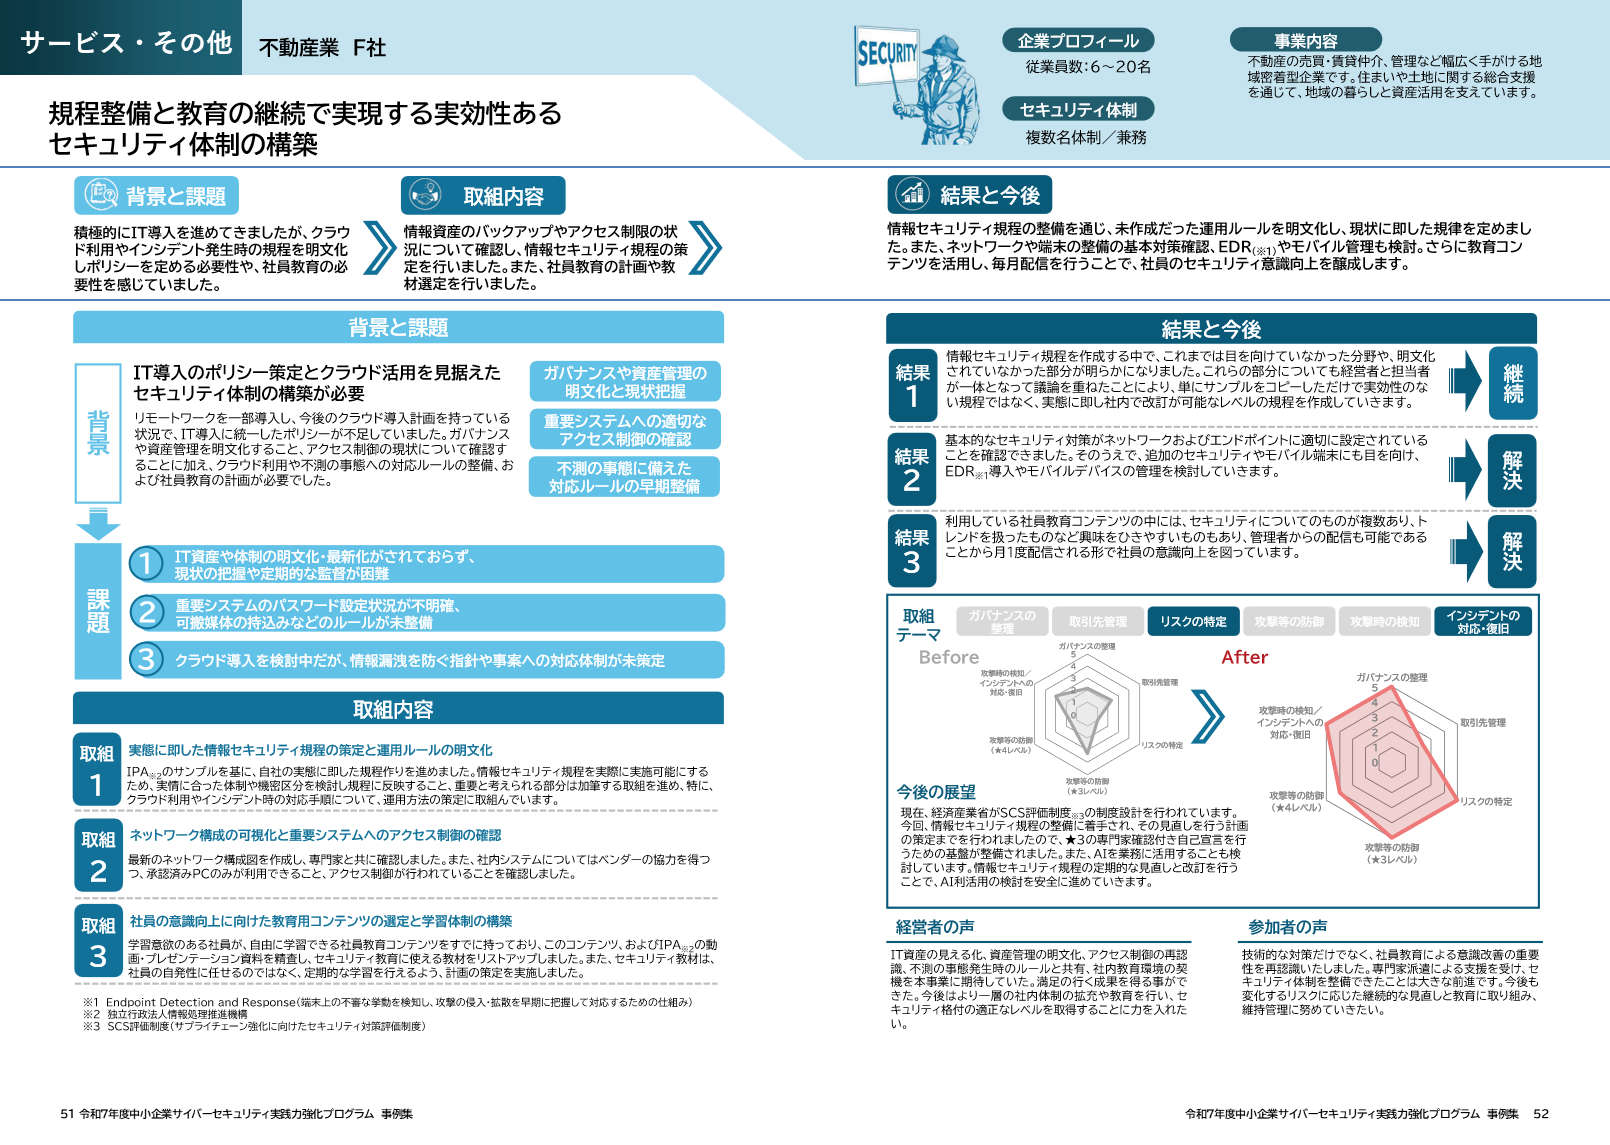 サービス・その他
不動産業 F社
規程整備と教育の継続で実現する実効性ある
セキュリティ体制の構築
SECURITY
企業プロフィール
従業員数：6～20名
セキュリティ体制
複数名体制／兼務
事業内容
不動産の売買・賃貸仲介、管理など幅広く手がける地
域密着型企業です。住まいや土地に関する総合支援
を通じて、地域の暮らしと資産活用を支えています。
背景と課題
積極的にIT導入を進めてきましたが、クラウ
ド利用やインシデント発生時の規程を明文化
しポリシーを定める必要性や、社員教育の必
要性を感じていました。
取組内容
情報資産のバックアップやアクセス制限の状
況について確認し、情報セキュリティ規程の策
定を行いました。また、社員教育の計画や教
材選定を行いました。
結果と今後
情報セキュリティ規程の整備を通じ、未作成だった運用ルールを明文化し、現状に即した規律を定めまし
た。また、ネットワークや端末の整備の基本対策確認、EDR(※1)やモバイル管理も検討。さらに教育コン
テンツを活用し、毎月配信を行うことで、社員のセキュリティ意識向上を醸成します。
背景と課題
背景
IT導入のポリシー策定とクラウド活用を見据えた
セキュリティ体制の構築が必要
リモートワークを一部導入し、今後のクラウド導入計画を持っている
状況で、IT導入に統一したポリシーが不足していました。ガバナンス
や資産管理を明文化すること、アクセス制御の現状について確認す
ることに加え、クラウド利用や不測の事態への対応ルールの整備、お
よび社員教育の計画が必要でした。
ガバナンスや資産管理の
明文化と現状把握
重要システムへの適切な
アクセス制御の確認
不測の事態に備えた
対応ルールの早期整備
課題
1
IT資産や体制の明文化・最新化がされておらず、
現状の把握や定期的な監督が困難
2
重要システムのパスワード設定状況が不明確、
可搬媒体の持込みなどのルールが未整備
3
クラウド導入を検討中だが、情報漏洩を防ぐ指針や事案への対応体制が未策定
取組内容
取組
1
実態に即した情報セキュリティ規程の策定と運用ルールの明文化
IPA※2のサンプルを基に、自社の実態に即した規程作りを進めました。情報セキュリティ規程を実際に実施可能にする
ため、実情に合った体制や機密区分を検討し規程に反映すること、重要と考えられる部分は加筆する取組を進め、特に、
クラウド利用やインシデント時の対応手順について、運用方法の策定に取組んでいます。
取組
2
ネットワーク構成の可視化と重要システムへのアクセス制御の確認
最新のネットワーク構成図を作成し、専門家と共に確認しました。また、社内システムについてはベンダーの協力を得つ
つ、承認済みPCのみが利用できること、アクセス制御が行われていることを確認しました。
取組
3
社員の意識向上に向けた教育用コンテンツの選定と学習体制の構築
学習意欲のある社員が、自由に学習できる社員教育コンテンツをすでに持っており、このコンテンツ、およびIPA※2の動
画・プレゼンテーション資料を精査し、セキュリティ教育に使える教材をリストアップしました。また、セキュリティ教材は、
社員の自発性に任せるのではなく、定期的な学習を行えるよう、計画の策定を実施しました。
※1 Endpoint Detection and Response(端末上の不審な挙動を検知し、攻撃の侵入・拡散を早期に把握して対応するための仕組み)
※2 独立行政法人情報処理推進機構
※3 SCS評価制度(サプライチェーン強化に向けたセキュリティ対策評価制度)
結果と今後
結果
1
情報セキュリティ規程を作成する中で、これまでは目を向けていなかった分野や、明文化
されていなかった部分が明らかになりました。これらの部分についても経営者と担当者
が一体となって議論を重ねたことにより、単にサンプルをコピーしただけで実効性のな
い規程ではなく、実態に即し社内で改訂が可能なレベルの規程を作成していきます。
継続
結果
2
基本的なセキュリティ対策がネットワークおよびエンドポイントに適切に設定されている
ことを確認できました。そのうえで、追加のセキュリティやモバイル端末にも目を向け、
EDR※1導入やモバイルデバイスの管理を検討していきます。
解決
結果
3
利用している社員教育コンテンツの中には、セキュリティについてのものが複数あり、ト
レンドを扱ったものなど興味をひきやすいものもあり、管理者からの配信も可能である
ことから月1度配信される形で社員の意識向上を図っています。
解決
取組
テーマ
ガバナンスの
整理
取引先管理
リスクの特定
攻撃等の防御
攻撃時の検知
インシデントの
対応・復旧
Before
ガバナンスの整理
5
4
3
2
1
0
取引先管理
リスクの特定
攻撃等の防御
(★3レベル)
攻撃等の防御
(★4レベル)
攻撃時の検知／
インシデントへの
対応・復旧
After
ガバナンスの整理
5
4
3
2
1
0
取引先管理
リスクの特定
攻撃等の防御
(★3レベル)
攻撃等の防御
(★4レベル)
攻撃時の検知／
インシデントへの
対応・復旧
今後の展望
現在、経済産業省がSCS評価制度※3の制度設計を行われています。
今回、情報セキュリティ規程の整備に着手され、その見直しを行う計画
の策定までを行われましたので、★3の専門家確認付き自己宣言を行
うための基盤が整備されました。また、AIを業務に活用することも検
討しています。情報セキュリティ規程の定期的な見直しと改訂を行う
ことで、AI利活用の検討を安全に進めていきます。
経営者の声
IT資産の見える化、資産管理の明文化、アクセス制御の再認
識、不測の事態発生時のルールと共有、社内教育環境の契
機を本事業に期待していた。満足の行く成果を得る事がで
きた。今後はより一層の社内体制の拡充や教育を行い、セ
キュリティ格付の適正なレベルを取得することに力を入れた
い。
参加者の声
技術的な対策だけでなく、社員教育による意識改善の重要
性を再認識いたしました。専門家派遣による支援を受け、セ
キュリティ体制を整備できたことは大きな前進です。今後も
変化するリスクに応じた継続的な見直しと教育に取り組み、
維持管理に努めていきたい。
51 令和7年度中小企業サイバーセキュリティ実践力強化プログラム 事例集
令和7年度中小企業サイバーセキュリティ実践力強化プログラム 事例集 52